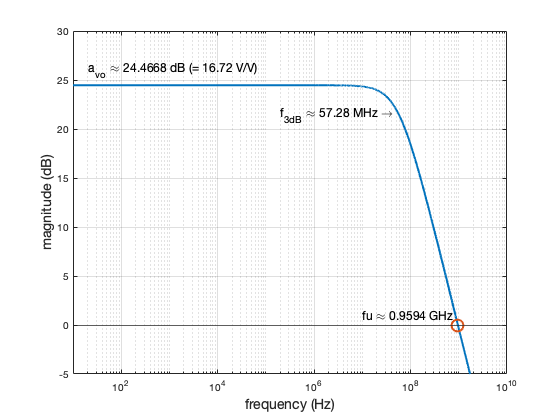 30
a_vo ≈ 24.4668 dB (= 16.72 V/V)
25
f_3dB ≈ 57.28 MHz →
20
15
10
5
fu ≈ 0.9594 GHz
0
-5
10^2 10^4 10^6 10^8 10^10
magnitude (dB)
frequency (Hz)